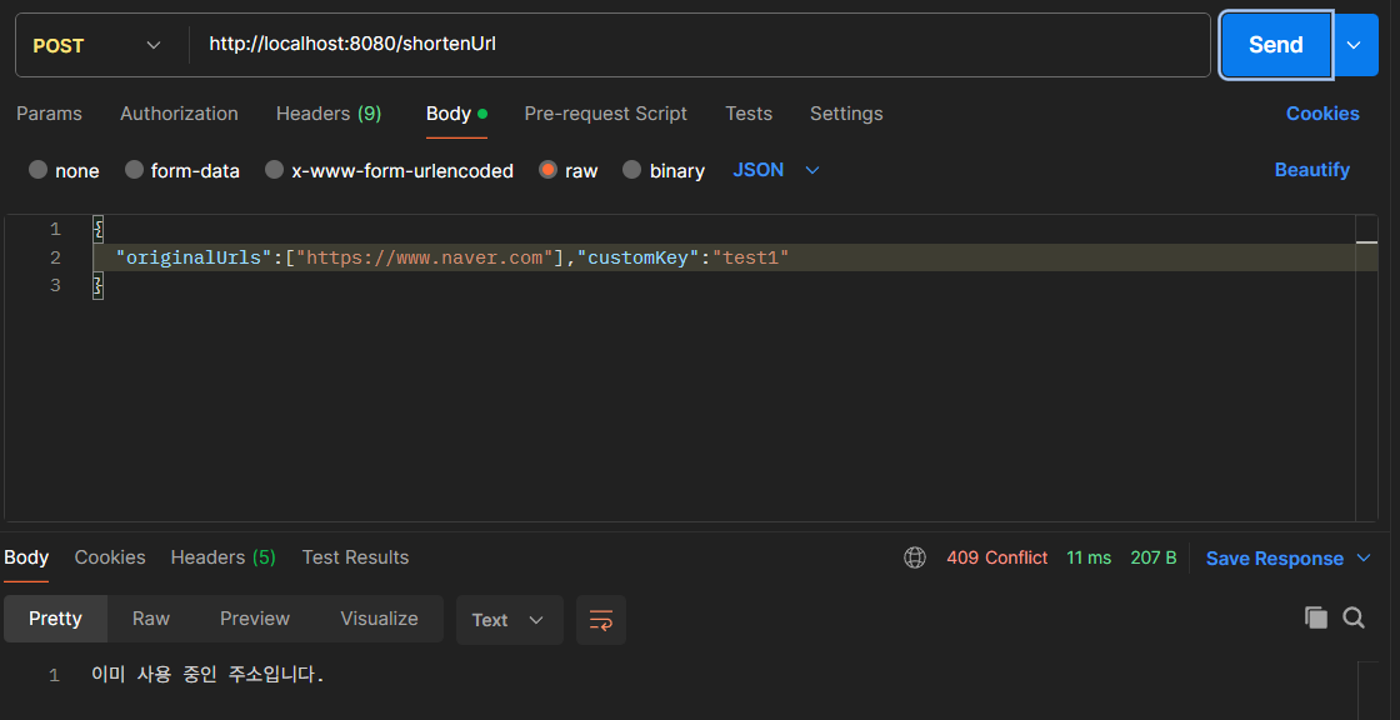 POST http://localhost:8080/shortenUrl Send
Params Authorization Headers (9) Body Pre-request Script Tests Settings Cookies
none form-data x-www-form-urlencoded raw binary JSON Beautify
1 {
2 "originalUrls":["https://www.naver.com"],"customKey":"test1"
3 }
Body Cookies Headers (5) Test Results 409 Conflict 11 ms 207 B Save Response
Pretty Raw Preview Visualize Text
1 이미 사용 중인 주소입니다.